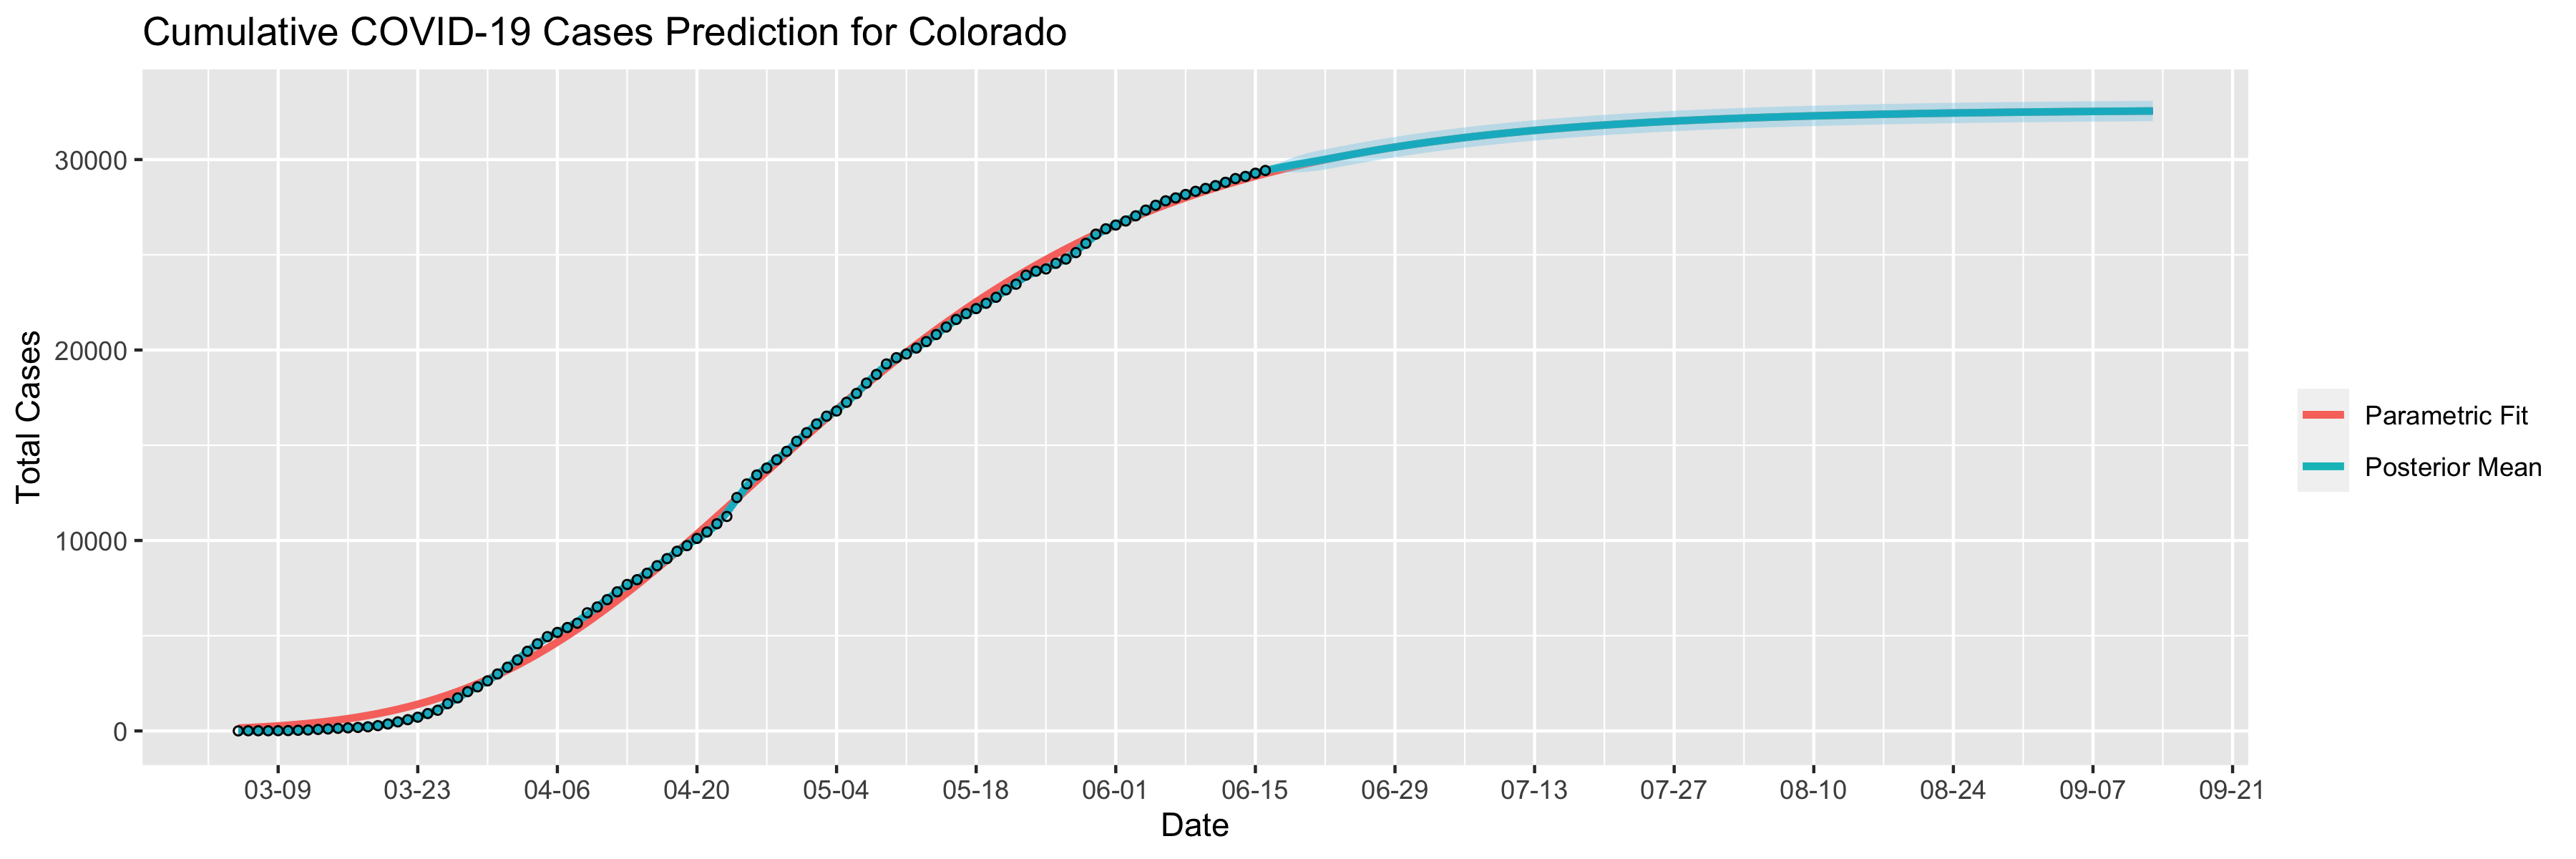 Cumulative COVID-19 Cases Prediction for Colorado
Total Cases
30000
20000
10000
0
03-09 03-23 04-06 04-20 05-04 05-18 06-01 06-15 06-29 07-13 07-27 08-10 08-24 09-07 09-21
Date
Parametric Fit
Posterior Mean